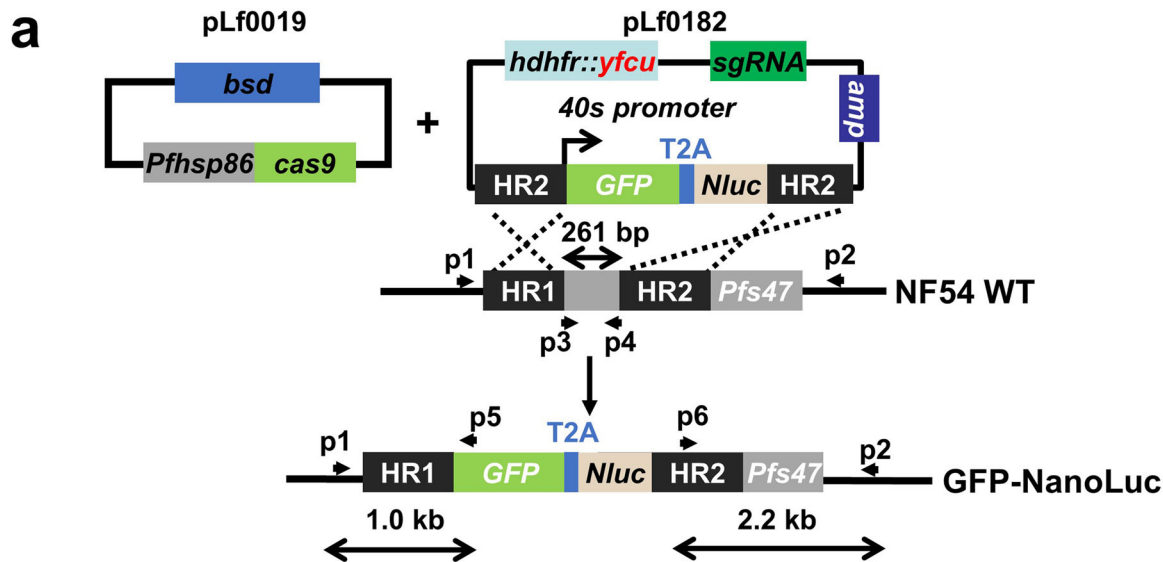 a
pLf0019
pLf0182
bsd
hdhfr::yfcu
sgRNA
amp
+
40s promoter
Pfhsp86
cas9
T2A
HR2
GFP
Nluc
HR2
261 bp
p1
p2
HR1
HR2
Pfs47
NF54 WT
p3
p4
p5
T2A
p6
p1
p2
HR1
GFP
Nluc
HR2
Pfs47
GFP-NanoLuc
1.0 kb
2.2 kb